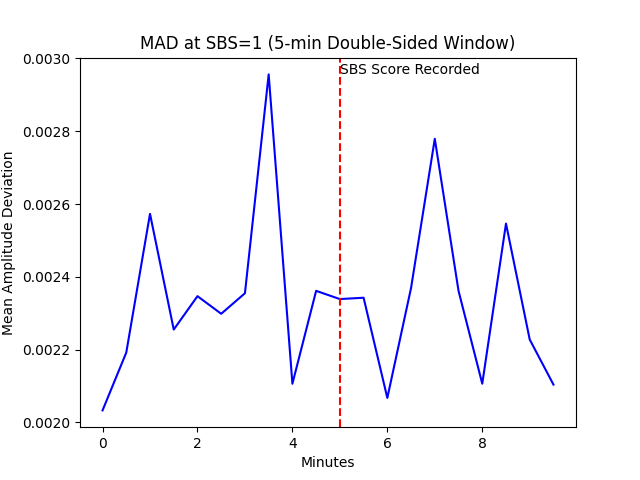 MAD at SBS=1 (5-min Double-Sided Window)
SBS Score Recorded
Mean Amplitude Deviation
0.0030
0.0028
0.0026
0.0024
0.0022
0.0020
0 2 4 6 8
Minutes